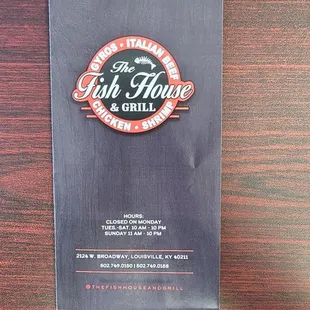 GYROS • ITALIAN BEEF
The
Fish House
& GRILL
CHICKEN • SHRIMP
HOURS:
CLOSED ON MONDAY
TUES.-SAT. 10 AM - 10 PM
SUNDAY 11 AM - 10 PM
2124 W. BROADWAY, LOUISVILLE, KY 40211
502.749.0150 | 502.749.0188
@THEFISHHOUSEANDGRILL